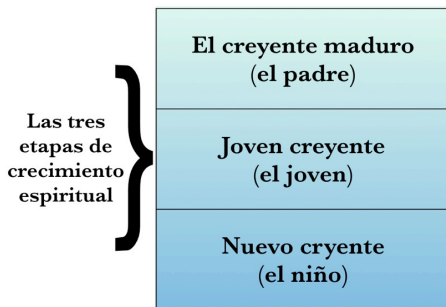 Las tres
etapas de
crecimiento
espiritual
El creyente maduro
(el padre)
Joven creyente
(el joven)
Nuevo cryente
(el niño)